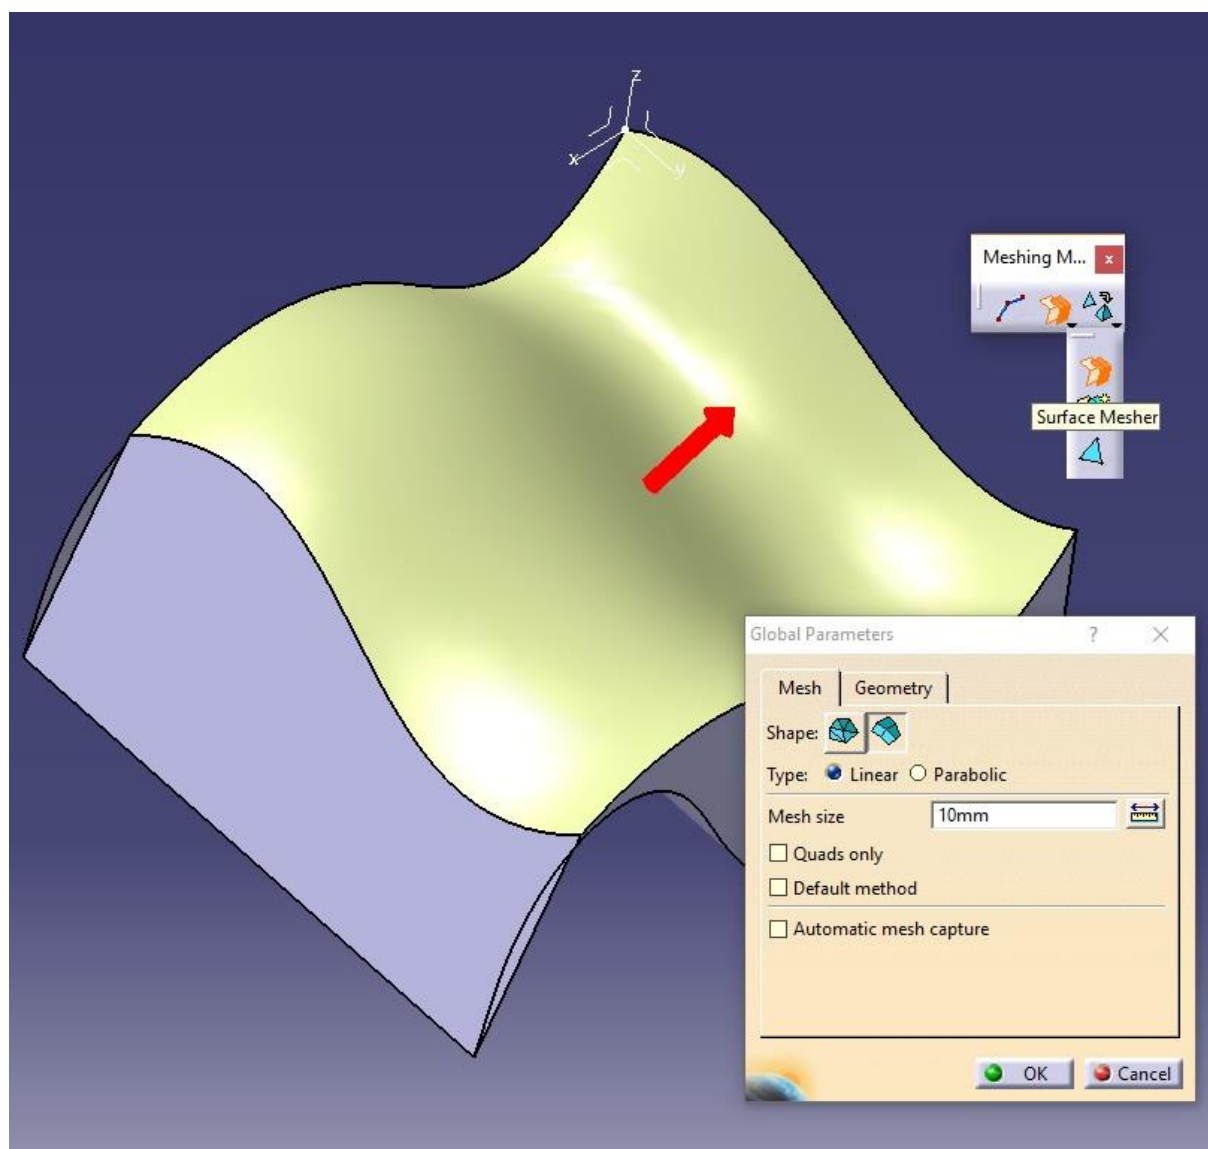 z
x
y
Meshing M...
x
Surface Mesher
Global Parameters
?
Mesh
Geometry
Shape:
Type: Linear Parabolic
Mesh size 10mm
Quads only
Default method
Automatic mesh capture
OK Cancel